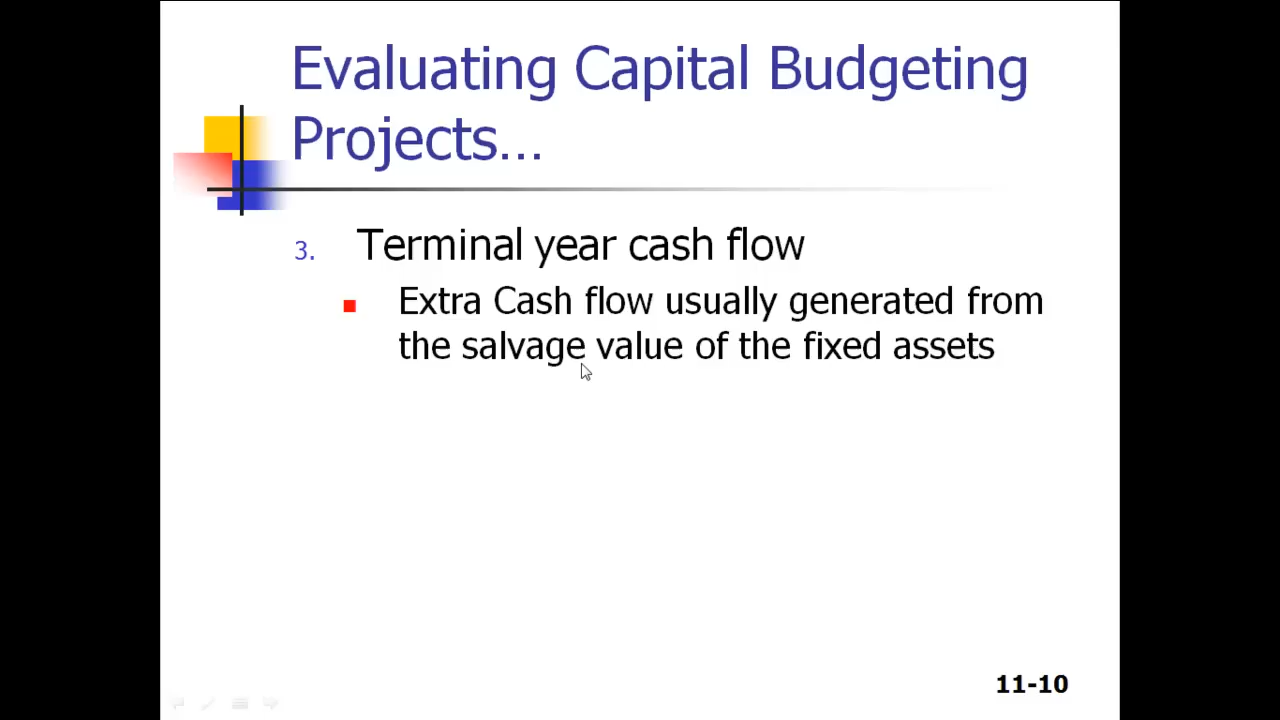 Evaluating Capital Budgeting
Projects...
3. Terminal year cash flow
Extra Cash flow usually generated from
the salvage value of the fixed assets
11-10